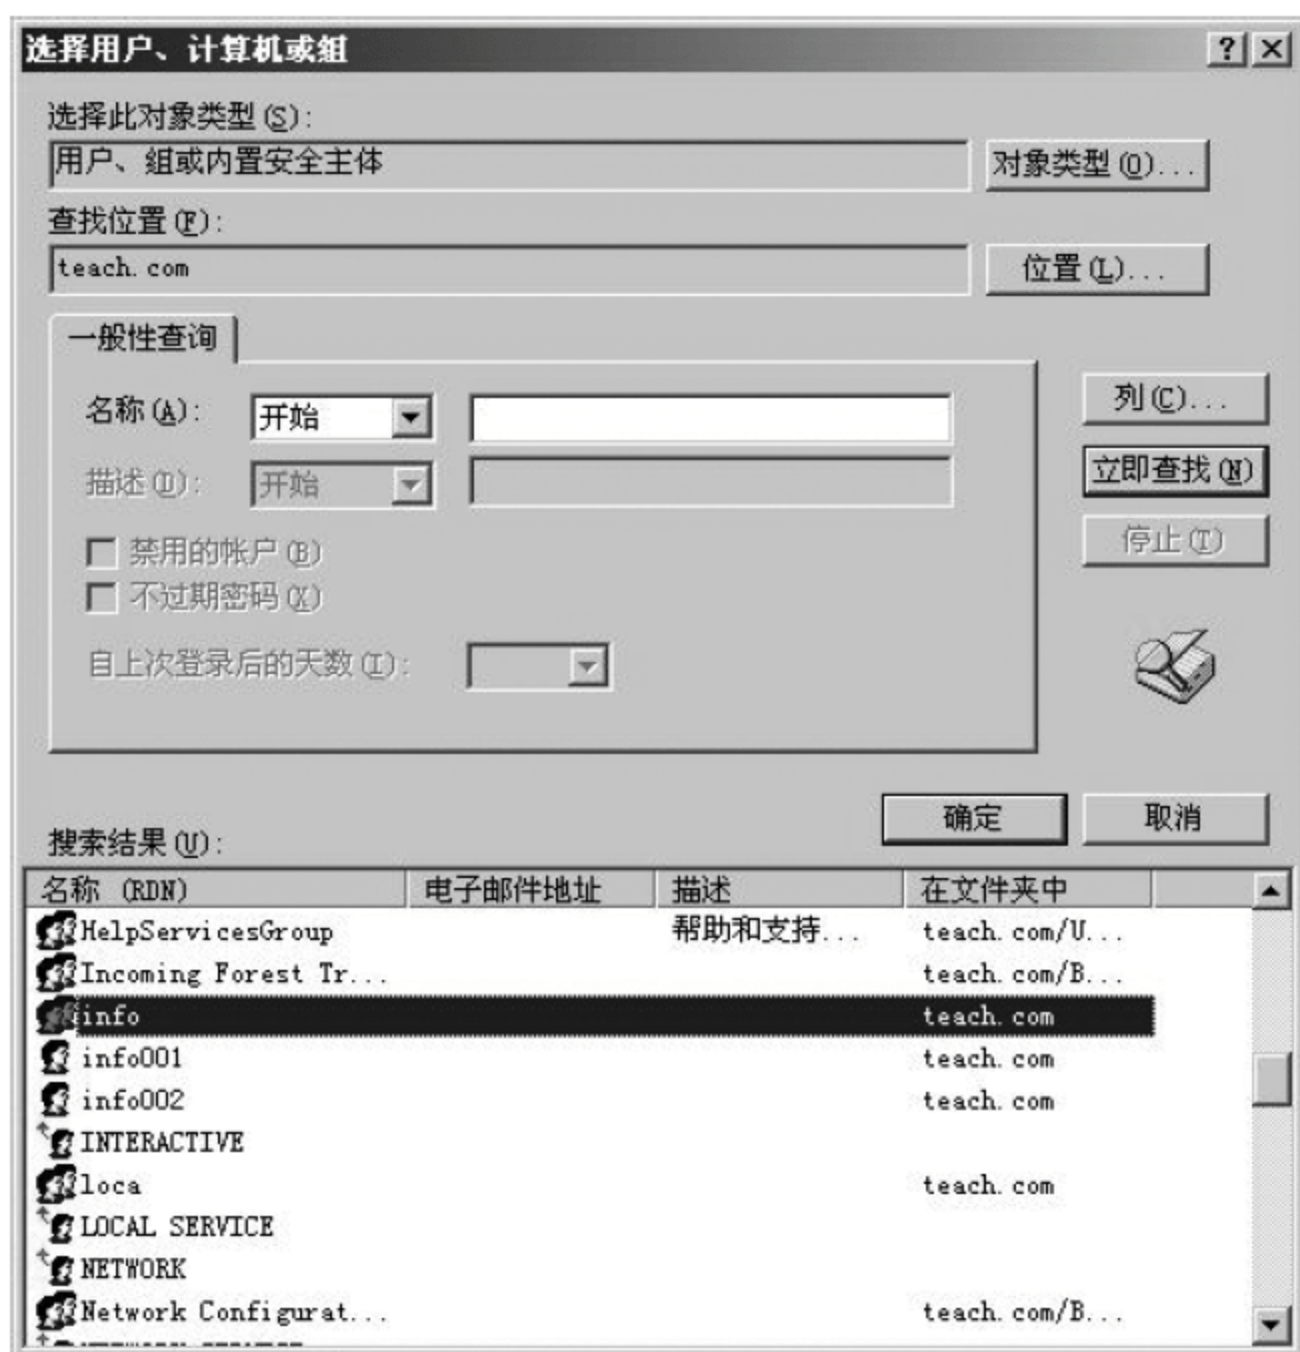 选择用户、计算机或组
选择此对象类型(S):
用户、组或内置安全主体
对象类型(O)...
查找位置(F):
teach.com
位置(L)...
一般性查询
名称(A): 开始
列(C)...
描述(D): 开始
立即查找(N)
禁用的帐户(B)
停止(T)
不过期密码(X)
自上次登录后的天数(I):
确定 取消
搜索结果(U):
名称 (RDN) 电子邮件地址 描述 在文件夹中
HelpServicesGroup 帮助和支持... teach.com/U...
Incoming Forest Tr... teach.com/B...
info teach.com
info001 teach.com
info002 teach.com
INTERACTIVE
loca teach.com
LOCAL SERVICE
NETWORK
Network Configurat... teach.com/B...